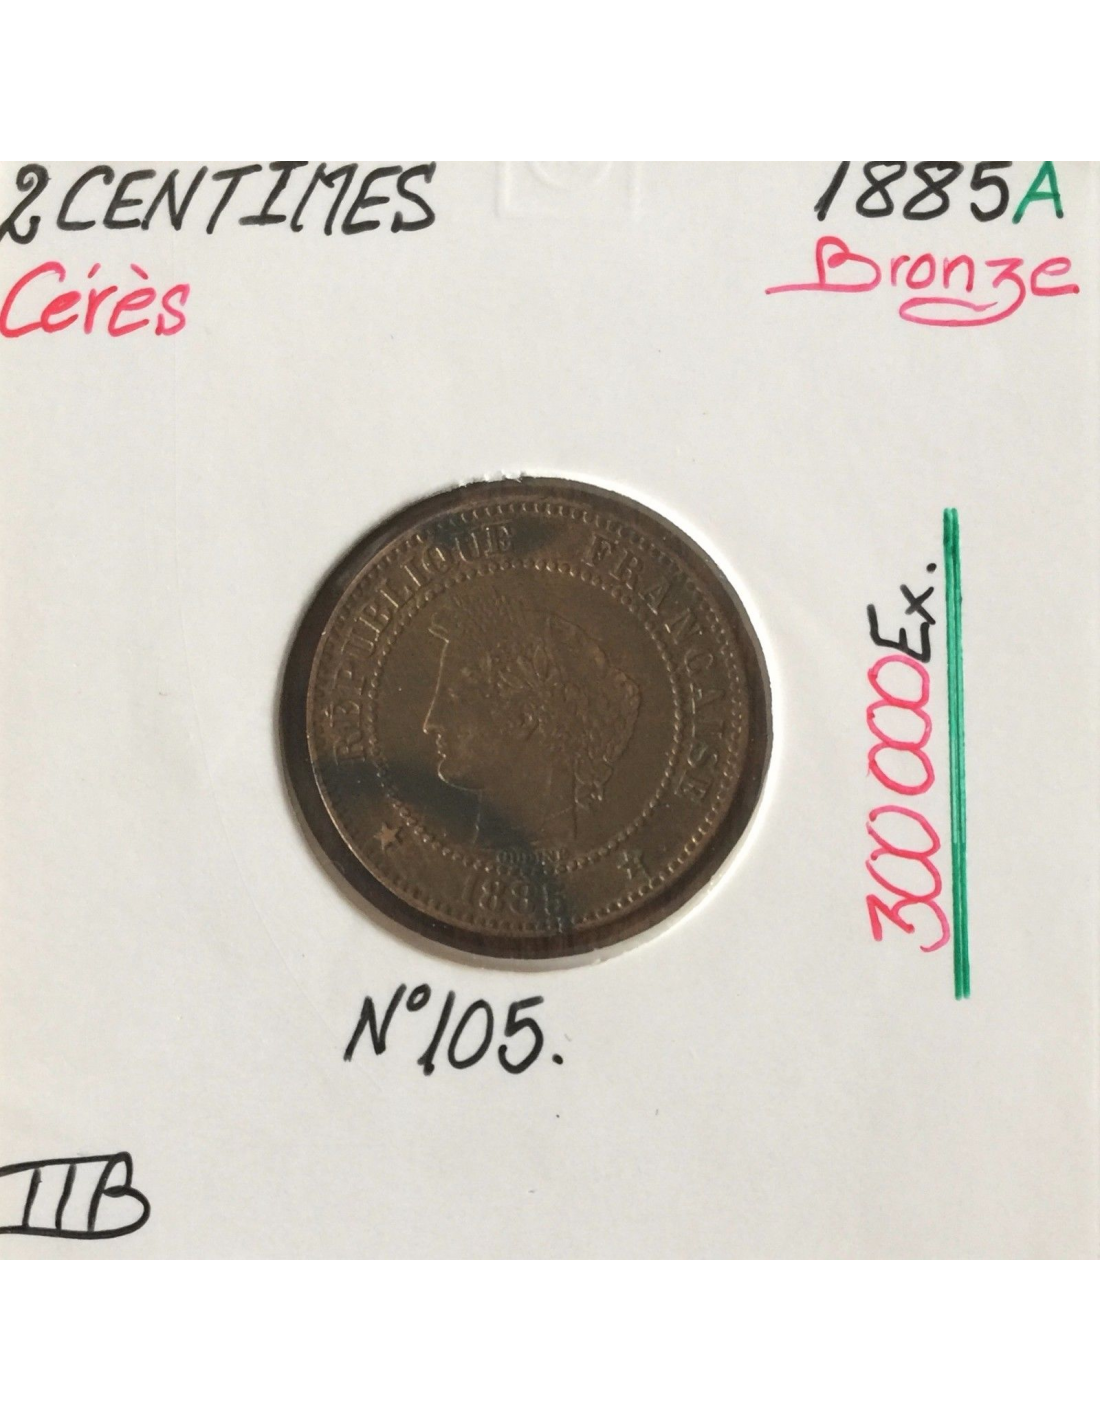 2 CENTIMES
1885A
Cérès
Bronze
RÉPUBLIQUE FRANÇAISE
1885
300 000 Ex.
N° 105.
TTB